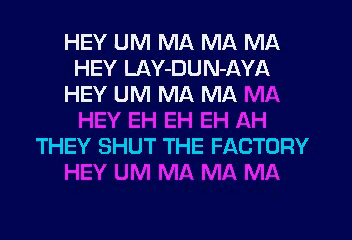 HEY UM MA MA MA
HEY LAY-DUN-AYA
HEY UM MA MA MA
HEY EH EH EH AH
THEY SHUT THE FACTORY
HEY UM MA MA MA